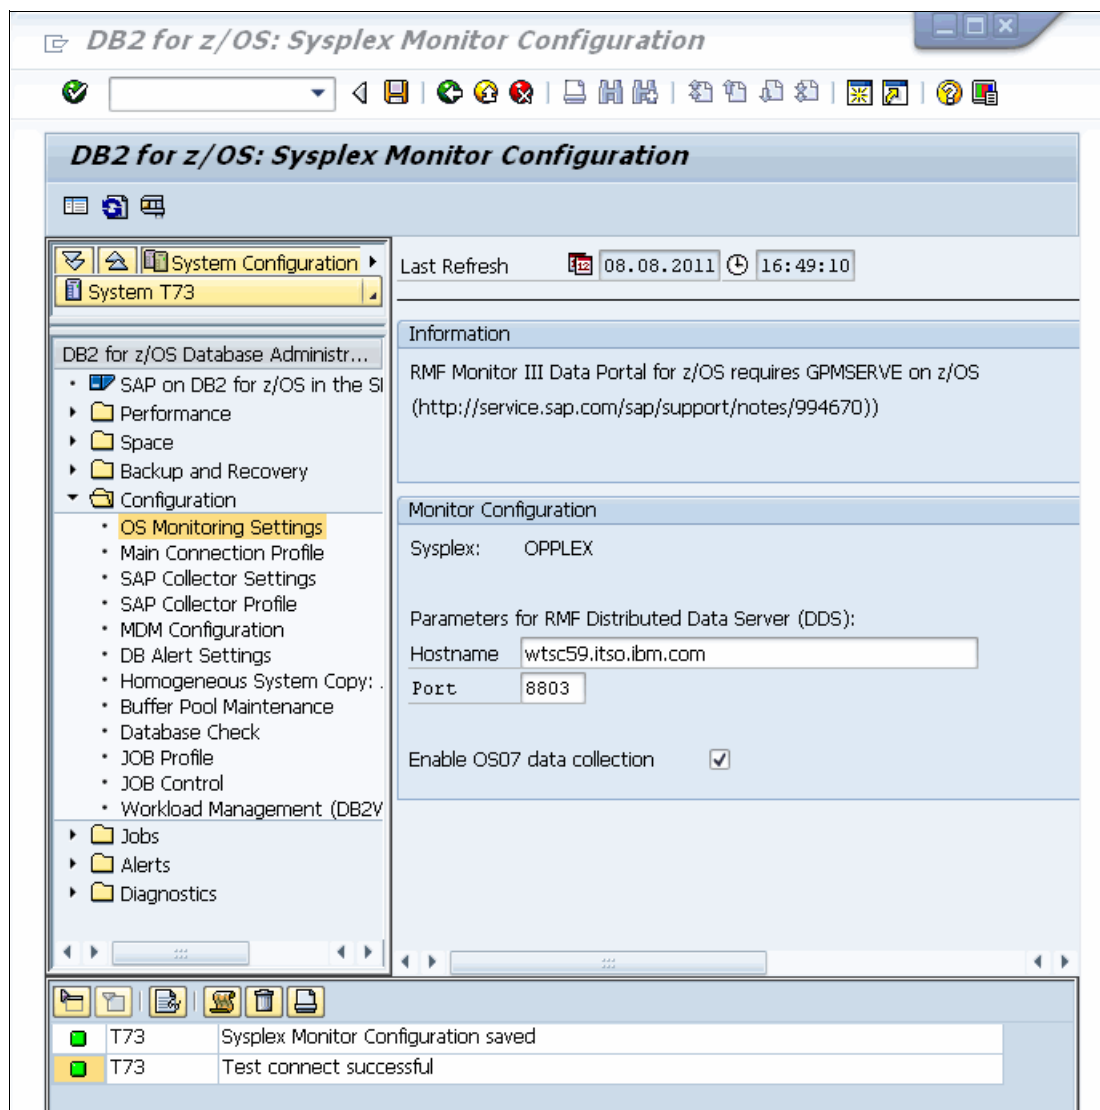 DB2 for z/OS: Sysplex Monitor Configuration
DB2 for z/OS: Sysplex Monitor Configuration
System Configuration
System T73
Last Refresh 12 08.08.2011 16:49:10
DB2 for z/OS Database Administr...
SAP on DB2 for z/OS in the
Performance
Space
Backup and Recovery
Configuration
OS Monitoring Settings
Main Connection Profile
SAP Collector Settings
SAP Collector Profile
MDM Configuration
DB Alert Settings
Homogeneous System Copy: .
Buffer Pool Maintenance
Database Check
JOB Profile
JOB Control
Workload Management (DB2V
Jobs
Alerts
Diagnostics
Information
RMF Monitor III Data Portal for z/OS requires GPMSERVE on z/OS
(http://service.sap.com/sap/support/notes/994670))
Monitor Configuration
Sysplex: OPPLEX
Parameters for RMF Distributed Data Server (DDS):
Hostname wtsc59.itso.ibm.com
Port 8803
Enable OS07 data collection
T73 Sysplex Monitor Configuration saved
T73 Test connect successful